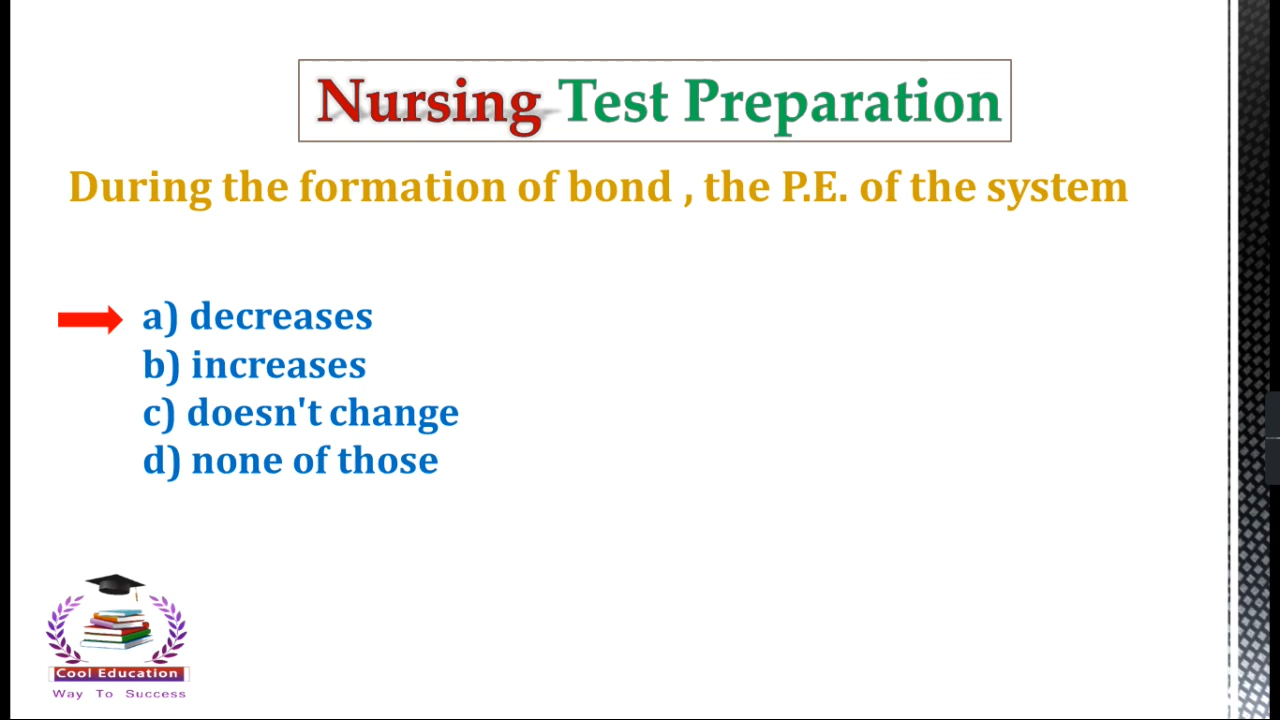 Nursing Test Preparation
During the formation of bond , the P.E. of the system
a) decreases
b) increases
c) doesn't change
d) none of those
Cool Education
Way To Success